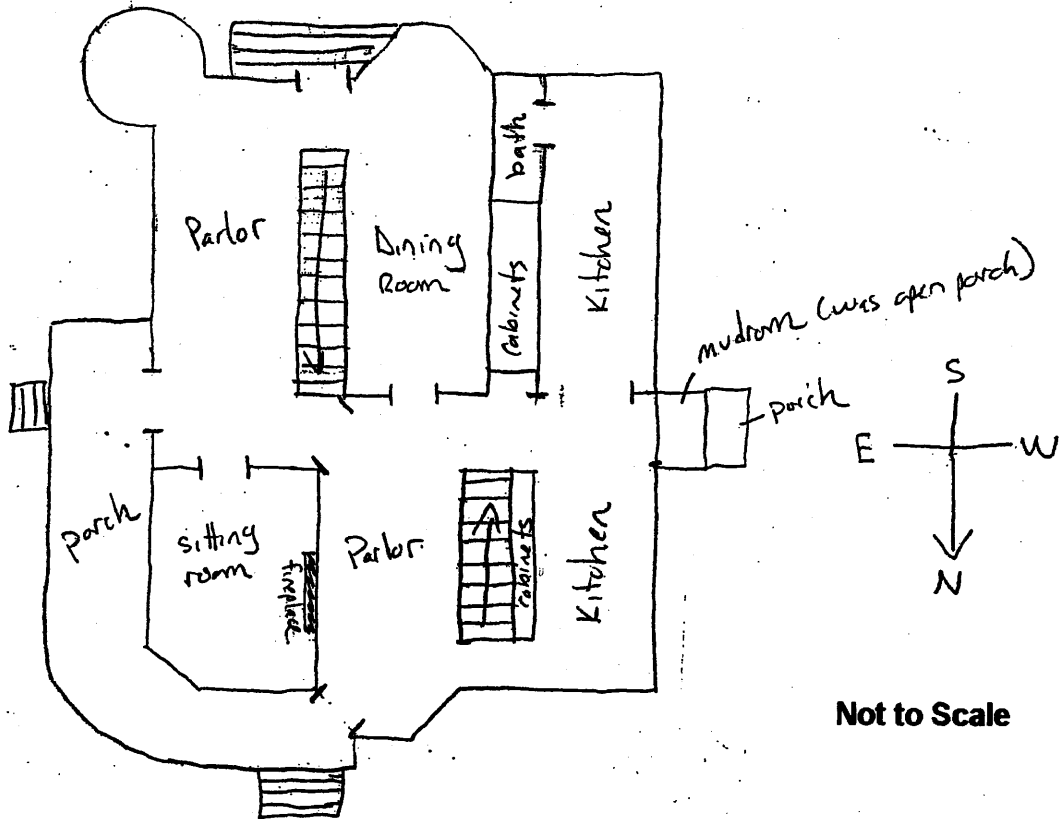 bath
Parlor
Dining
Room
cabinets
Kitchen
mudroom (was open porch)
porch
S
E
W
N
porch
sitting
room
fireplace
Parlor
cabinets
Kitchen
Not to Scale